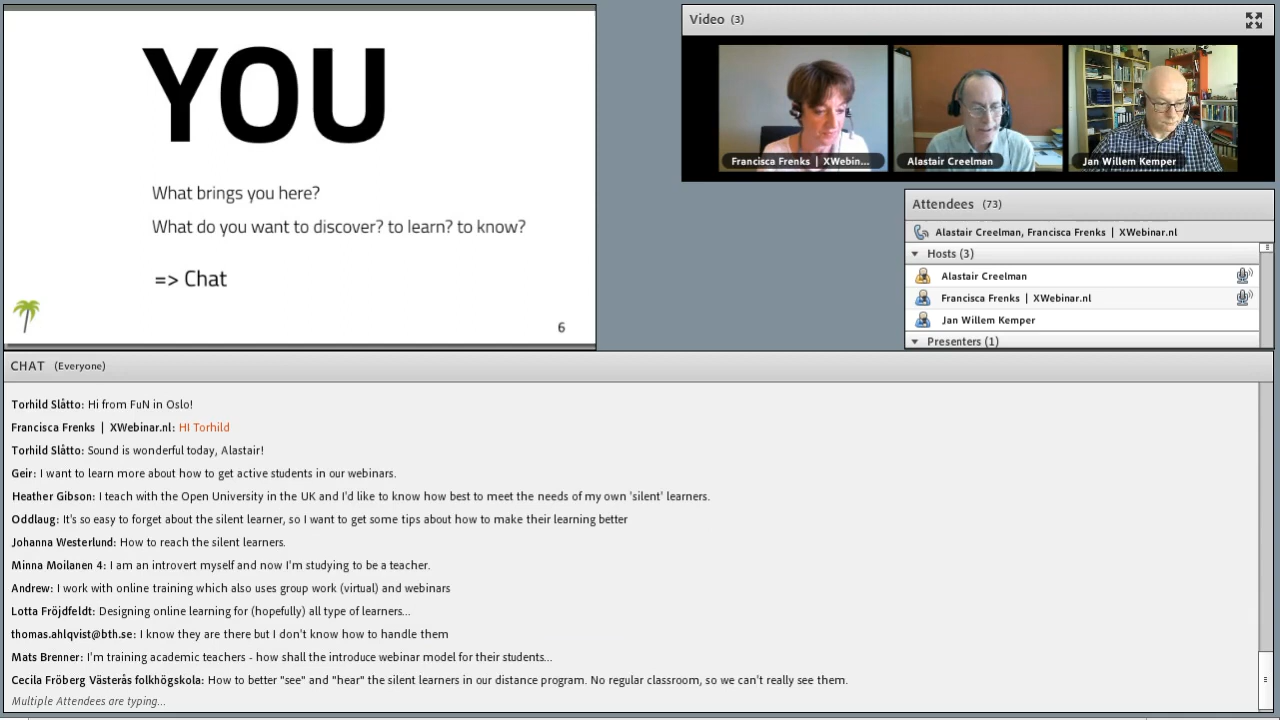 YOU
What brings you here?
What do you want to discover? to learn? to know?
=> Chat
6
Video (3)
Francisca Frenks | XWebin...
Alastair Creelman
Jan Willem Kemper
Attendees (73)
Alastair Creelman, Francisca Frenks | XWebinar.nl
Hosts (3)
Alastair Creelman
Francisca Frenks | XWebinar.nl
Jan Willem Kemper
Presenters (1)
CHAT (Everyone)
Torhild Slåtto: Hi from FuN in Oslo!
Francisca Frenks | XWebinar.nl: HI Torhild
Torhild Slåtto: Sound is wonderful today, Alastair!
Geir: I want to learn more about how to get active students in our webinars.
Heather Gibson: I teach with the Open University in the UK and I'd like to know how best to meet the needs of my own 'silent' learners.
Oddlaug: It's so easy to forget about the silent learner, so I want to get some tips about how to make their learning better
Johanna Westerlund: How to reach the silent learners.
Minna Moilanen 4: I am an introvert myself and now I'm studying to be a teacher.
Andrew: I work with online training which also uses group work (virtual) and webinars
Lotta Fröjdfeldt: Designing online learning for (hopefully) all type of learners...
thomas.ahlqvist@bth.se: I know they are there but I don't know how to handle them
Mats Brenner: I'm training academic teachers - how shall the introduce webinar model for their students...
Cecila Fröberg Västerås folkhögskola: How to better "see" and "hear" the silent learners in our distance program. No regular classroom, so we can't really see them.
Multiple Attendees are typing...